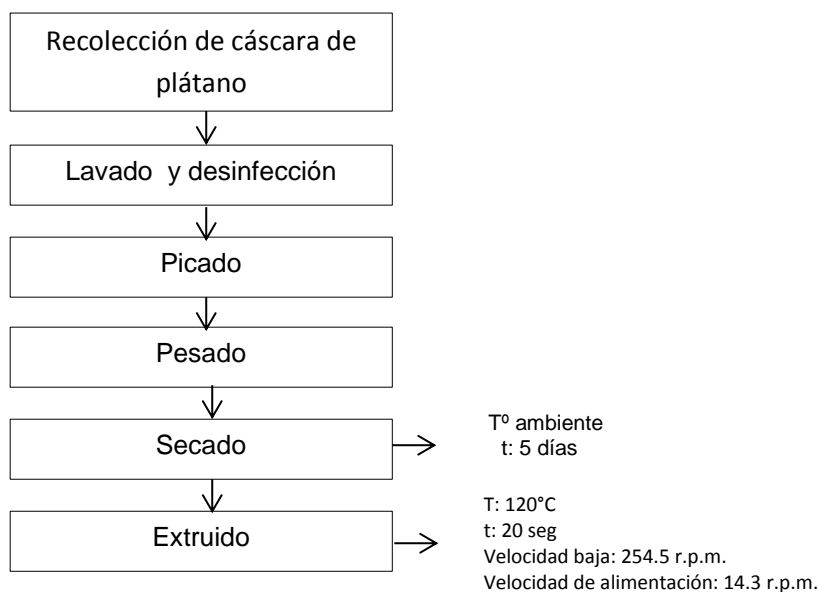 Recolección de cáscara de
plátano
Lavado y desinfección
Picado
Pesado
Secado
Tº ambiente
t: 5 días
Extruido
T: 120°C
t: 20 seg
Velocidad baja: 254.5 r.p.m.
Velocidad de alimentación: 14.3 r.p.m.